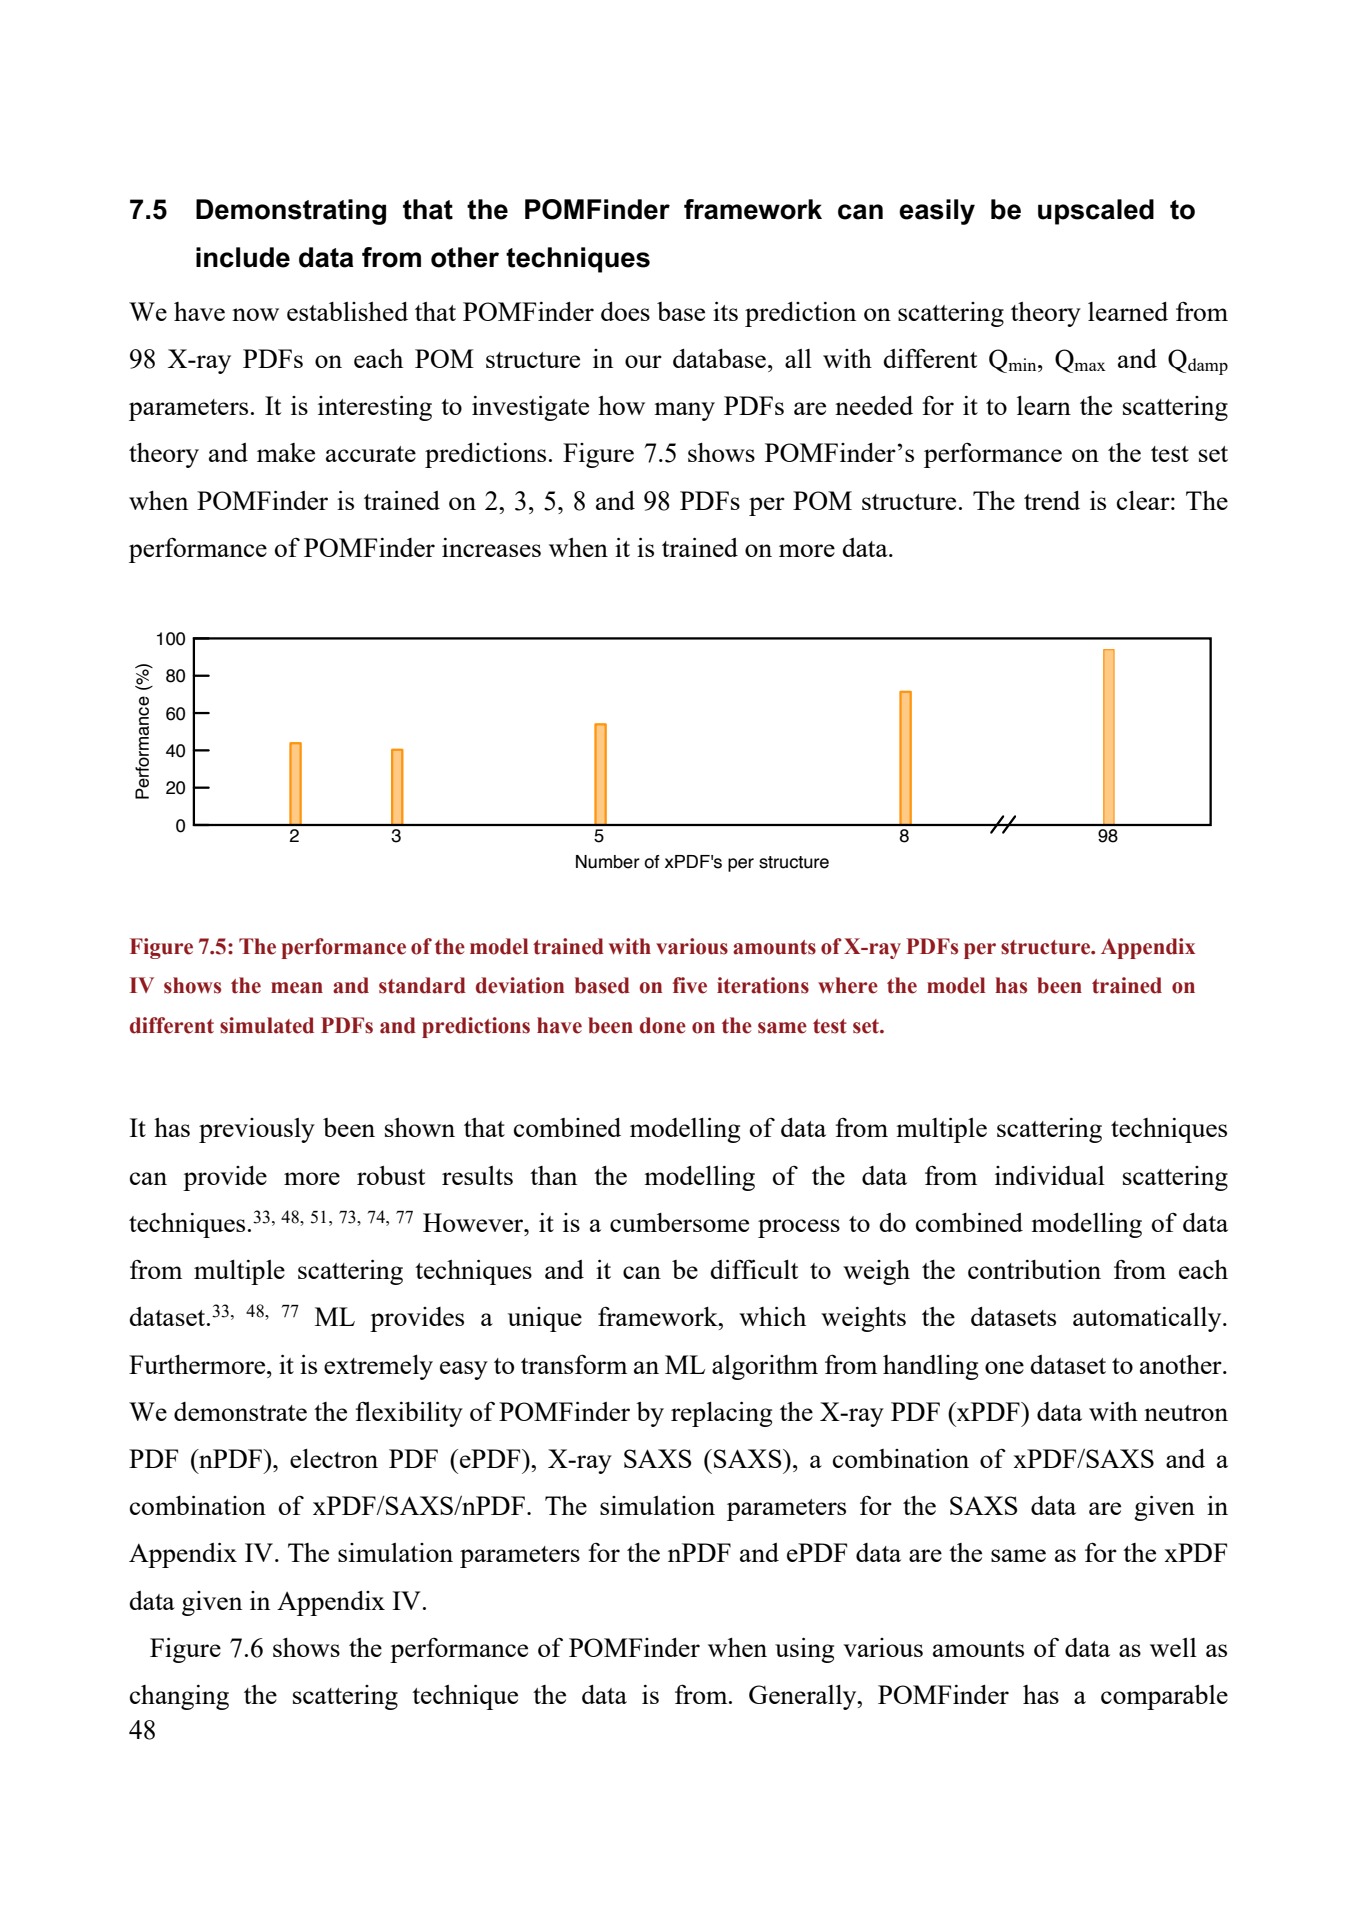 7.5 Demonstrating that the POMFinder framework can easily be upscaled to
include data from other techniques
We have now established that POMFinder does base its prediction on scattering theory learned from
98 X-ray PDFs on each POM structure in our database, all with different Qmin, Qmax and Qdamp
parameters. It is interesting to investigate how many PDFs are needed for it to learn the scattering
theory and make accurate predictions. Figure 7.5 shows POMFinder’s performance on the test set
when POMFinder is trained on 2, 3, 5, 8 and 98 PDFs per POM structure. The trend is clear: The
performance of POMFinder increases when it is trained on more data.
100
80
60
40
20
0
Performance (%)
2 3 5 8 98
Number of xPDF's per structure
Figure 7.5: The performance of the model trained with various amounts of X-ray PDFs per structure. Appendix
IV shows the mean and standard deviation based on five iterations where the model has been trained on
different simulated PDFs and predictions have been done on the same test set.
It has previously been shown that combined modelling of data from multiple scattering techniques
can provide more robust results than the modelling of the data from individual scattering
techniques.33, 48, 51, 73, 74, 77 However, it is a cumbersome process to do combined modelling of data
from multiple scattering techniques and it can be difficult to weigh the contribution from each
dataset.33, 48, 77 ML provides a unique framework, which weights the datasets automatically.
Furthermore, it is extremely easy to transform an ML algorithm from handling one dataset to another.
We demonstrate the flexibility of POMFinder by replacing the X-ray PDF (xPDF) data with neutron
PDF (nPDF), electron PDF (ePDF), X-ray SAXS (SAXS), a combination of xPDF/SAXS and a
combination of xPDF/SAXS/nPDF. The simulation parameters for the SAXS data are given in
Appendix IV. The simulation parameters for the nPDF and ePDF data are the same as for the xPDF
data given in Appendix IV.
Figure 7.6 shows the performance of POMFinder when using various amounts of data as well as
changing the scattering technique the data is from. Generally, POMFinder has a comparable
48